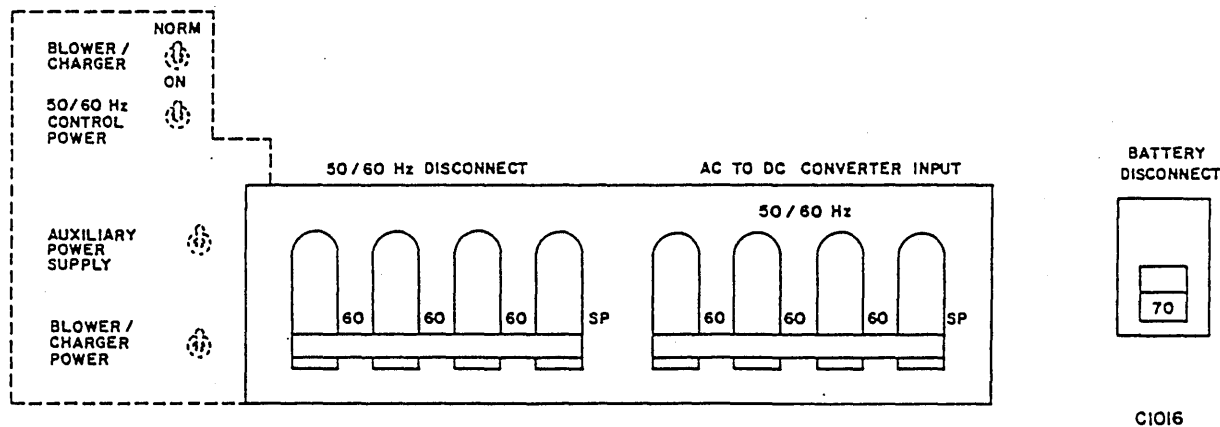 NORM
BLOWER /
CHARGER
ON
50/60 Hz
CONTROL
POWER
AUXILIARY
POWER
SUPPLY
BLOWER /
CHARGER
POWER
50/60 Hz DISCONNECT
60 60 60 SP
AC TO DC CONVERTER INPUT
50/60 Hz
60 60 60 SP
BATTERY
DISCONNECT
70
C1016